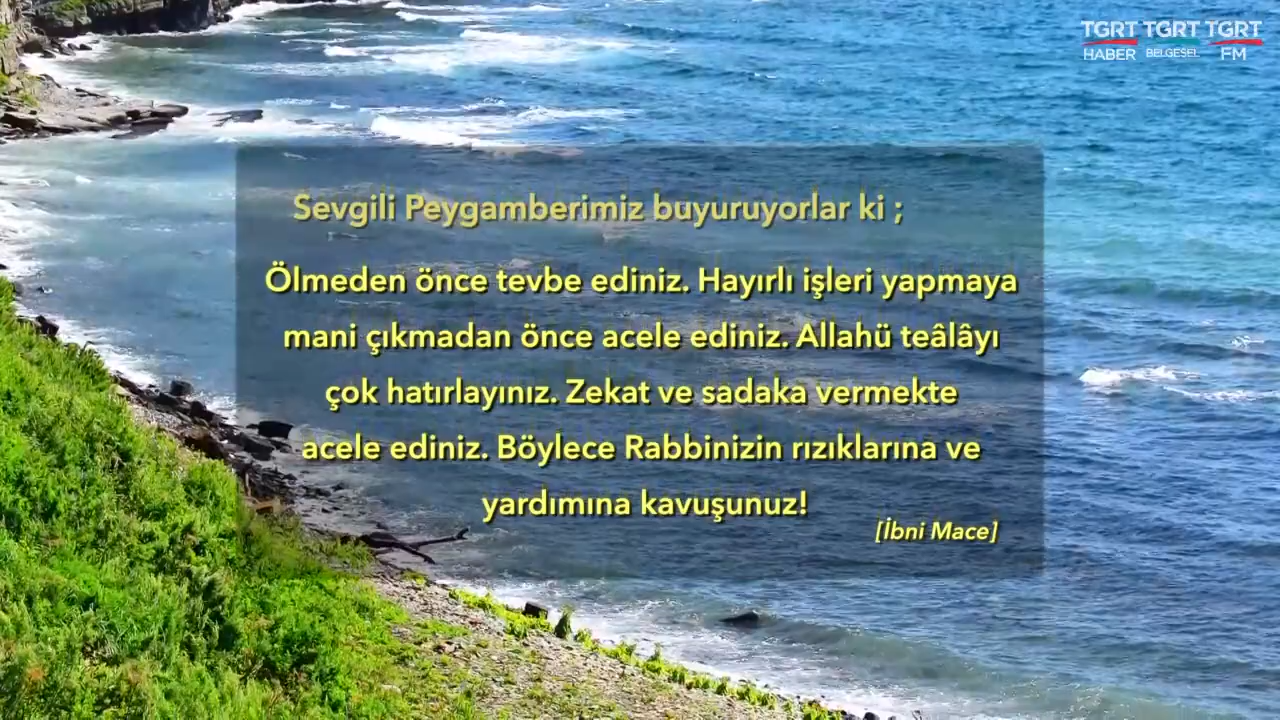 TGRT TGRT TGRT
HABER BELGESEL FM
Sevgili Peygamberimiz buyuruyorlar ki ;
Ölmeden önce tevbe ediniz. Hayırlı işleri yapmaya
mani çıkmadan önce acele ediniz. Allahü teâlâyı
çok hatırlayınız. Zekat ve sadaka vermekte
acele ediniz. Böylece Rabbinizin rızıklarına ve
yardımına kavuşunuz!
[İbni Mace]